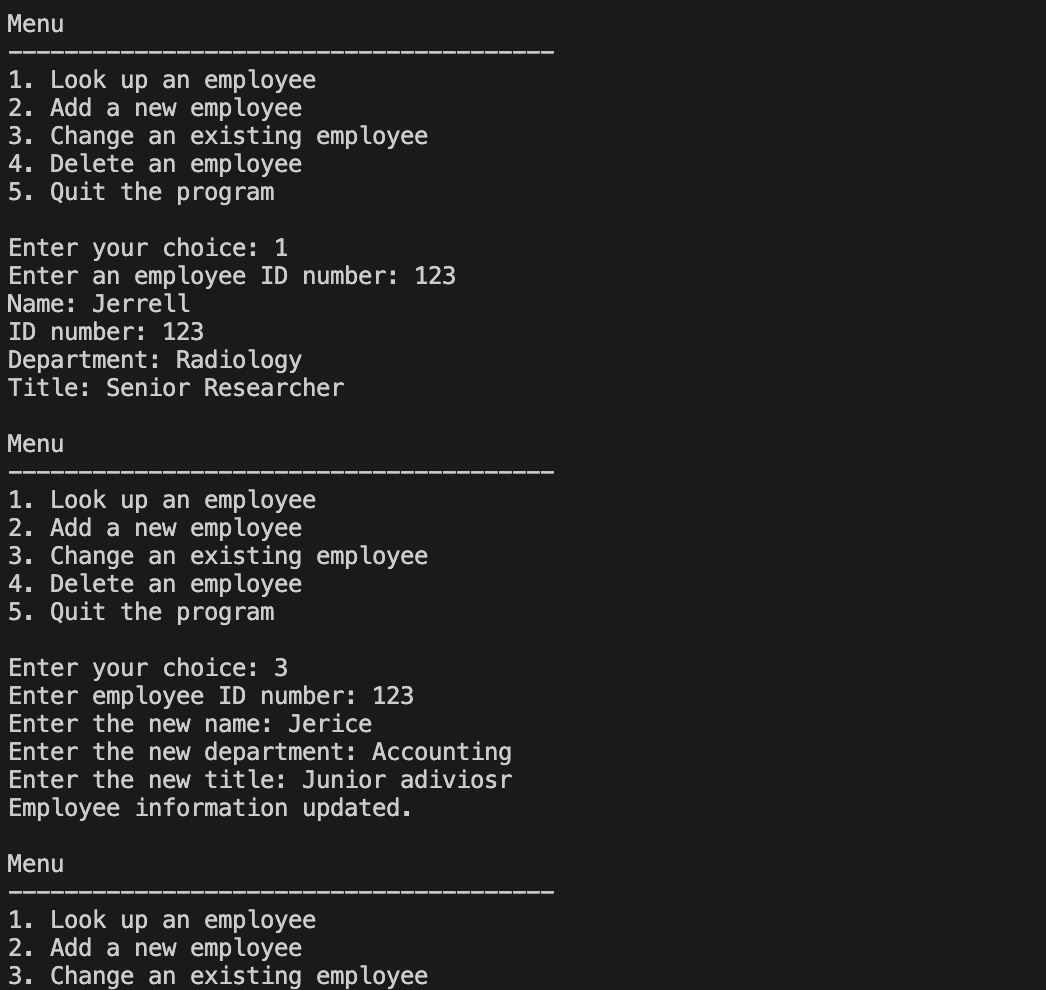 Menu
---------------------------------------
1. Look up an employee
2. Add a new employee
3. Change an existing employee
4. Delete an employee
5. Quit the program
Enter your choice: 1
Enter an employee ID number: 123
Name: Jerrell
ID number: 123
Department: Radiology
Title: Senior Researcher
Menu
---------------------------------------
1. Look up an employee
2. Add a new employee
3. Change an existing employee
4. Delete an employee
5. Quit the program
Enter your choice: 3
Enter employee ID number: 123
Enter the new name: Jerice
Enter the new department: Accounting
Enter the new title: Junior adiviosr
Employee information updated.
Menu
---------------------------------------
1. Look up an employee
2. Add a new employee
3. Change an existing employee